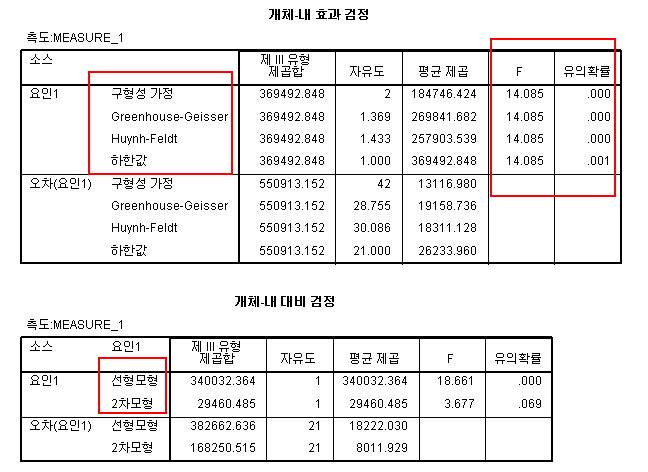 개체-내 효과 검정
측도:MEASURE_1
소스 제 III 유형 제곱합 자유도 평균 제곱 F 유의확률
요인1 구형성 가정 369492.848 2 184746.424 14.085 .000
Greenhouse-Geisser 369492.848 1.369 269841.682 14.085 .000
Huynh-Feldt 369492.848 1.433 257903.539 14.085 .000
하한값 369492.848 1.000 369492.848 14.085 .001
오차(요인1) 구형성 가정 550913.152 42 13116.980
Greenhouse-Geisser 550913.152 28.755 19158.736
Huynh-Feldt 550913.152 30.086 18311.128
하한값 550913.152 21.000 26233.960
개체-내 대비 검정
측도:MEASURE_1
소스 요인1 제 III 유형 제곱합 자유도 평균 제곱 F 유의확률
요인1 선형모형 340032.364 1 340032.364 18.661 .000
2차모형 29460.485 1 29460.485 3.677 .069
오차(요인1) 선형모형 382662.636 21 18222.030
2차모형 168250.515 21 8011.929